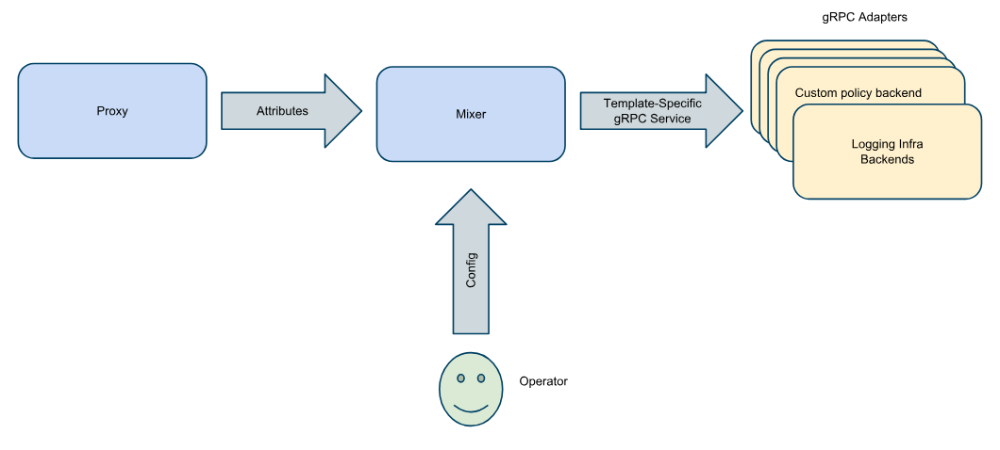 gRPC Adapters
Proxy
Attributes
Mixer
Template-Specific
gRPC Service
Custom policy backend
Logging Infra
Backends
Config
Operator